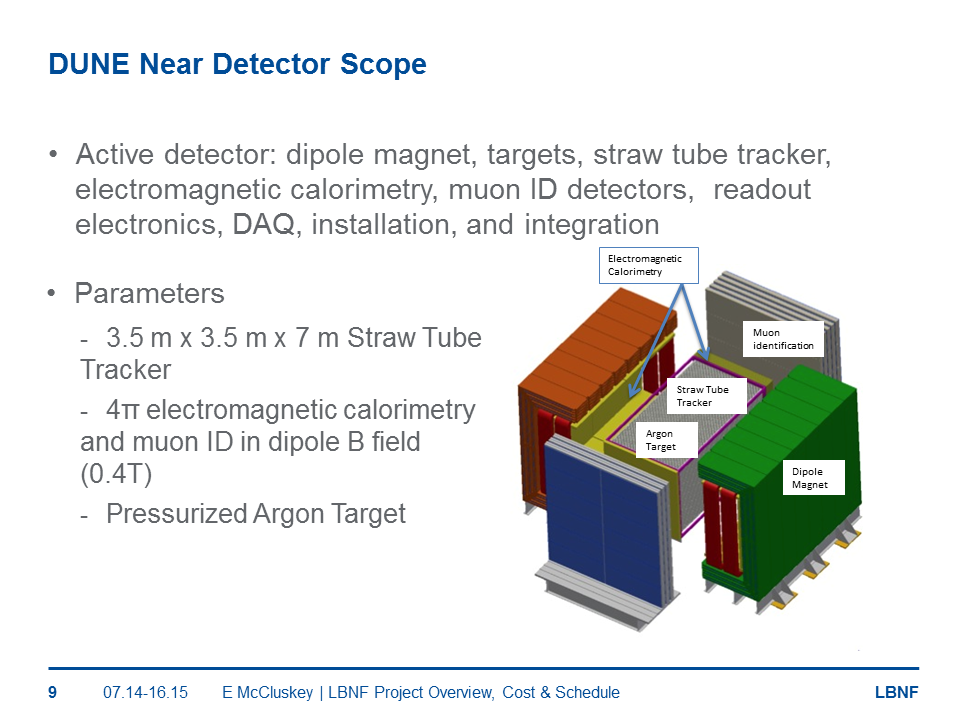 DUNE Near Detector Scope
• Active detector: dipole magnet, targets, straw tube tracker,
electromagnetic calorimetry, muon ID detectors, readout
electronics, DAQ, installation, and integration
• Parameters
- 3.5 m x 3.5 m x 7 m Straw Tube
Tracker
- 4π electromagnetic calorimetry
and muon ID in dipole B field
(0.4T)
- Pressurized Argon Target
Electromagnetic
Calorimetry
Muon
identification
Straw Tube
Tracker
Argon
Target
Dipole
Magnet
9 07.14-16.15 E McCluskey | LBNF Project Overview, Cost & Schedule LBNF